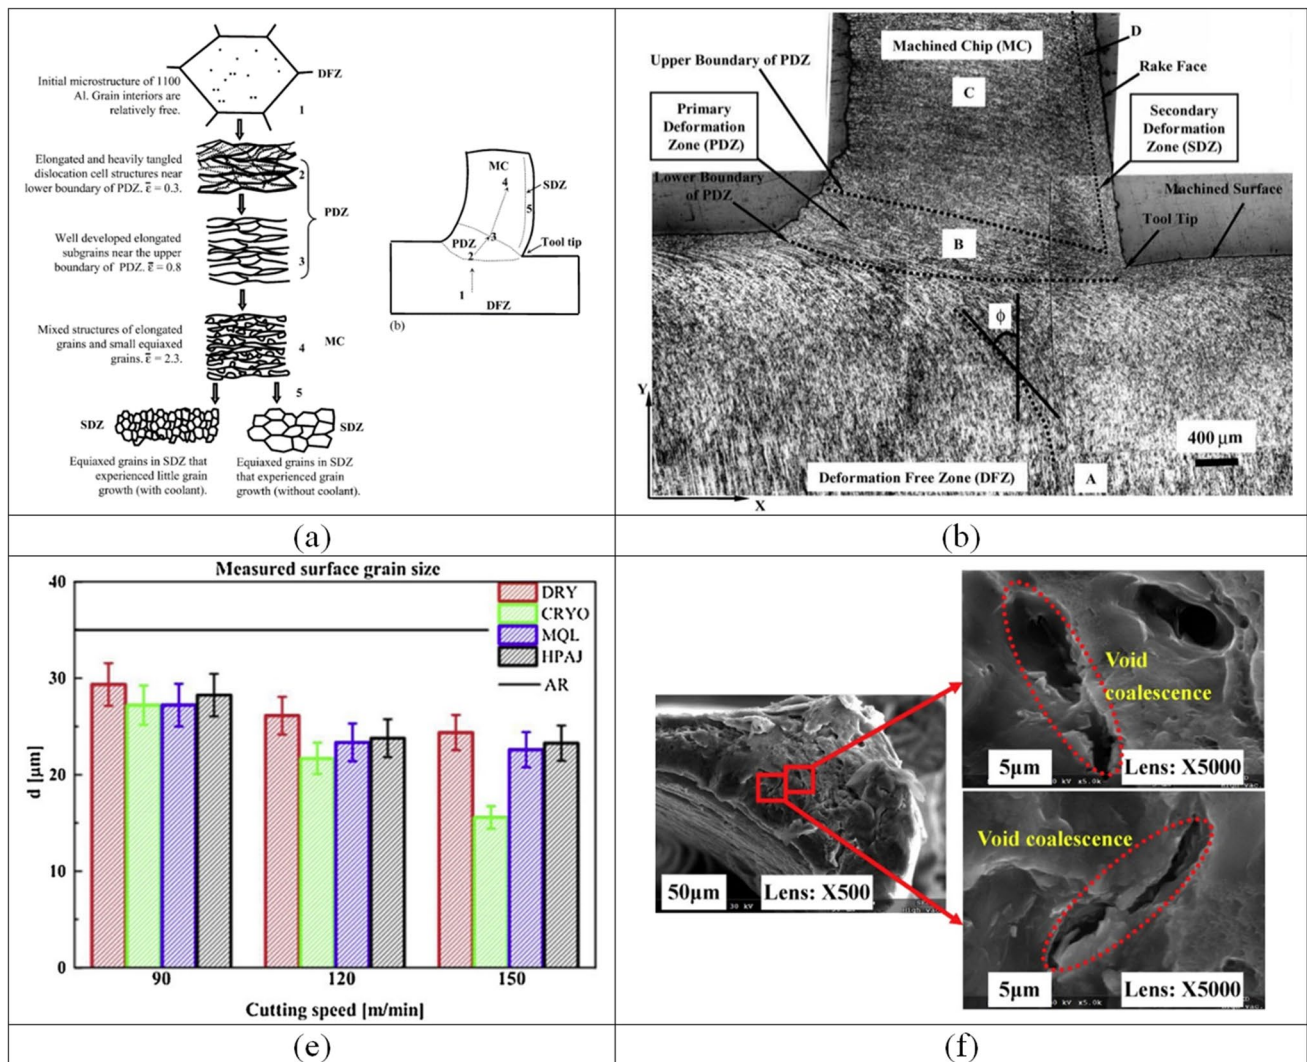 Initial microstructure of 1100
Al. Grain interiors are
relatively free.
DFZ
1
Elongated and heavily tangled
dislocation cell structures near
lower boundary of PDZ. ε̅ = 0.3.
2
PDZ
Well developed elongated
subgrains near the upper
boundary of PDZ. ε̅ = 0.8
3
Mixed structures of elongated
grains and small equiaxed
grains. ε̅ = 2.3.
4
MC
5
SDZ
SDZ
Equiaxed grains in SDZ that
experienced little grain
growth (with coolant).
Equiaxed grains in SDZ
that experienced grain
growth (without coolant).
MC
4
SDZ
5
PDZ
3
2
Tool tip
1
DFZ
(b)
(a)
Machined Chip (MC)
D
Upper Boundary of PDZ
Rake Face
C
Primary
Deformation
Zone (PDZ)
Secondary
Deformation
Zone (SDZ)
Lower Boundary
of PDZ
Machined Surface
B
Tool Tip
ϕ
Y
400 µm
Deformation Free Zone (DFZ)
A
X
(b)
Measured surface grain size
40
30
20
10
0
d [µm]
DRY
CRYO
MQL
HPAJ
AR
90
120
150
Cutting speed [m/min]
(e)
Void
coalescence
5µm
Lens: X5000
Void coalescence
50µm
Lens: X500
30 kV
5µm
kV x5.0k
Lens: X5000
(f)